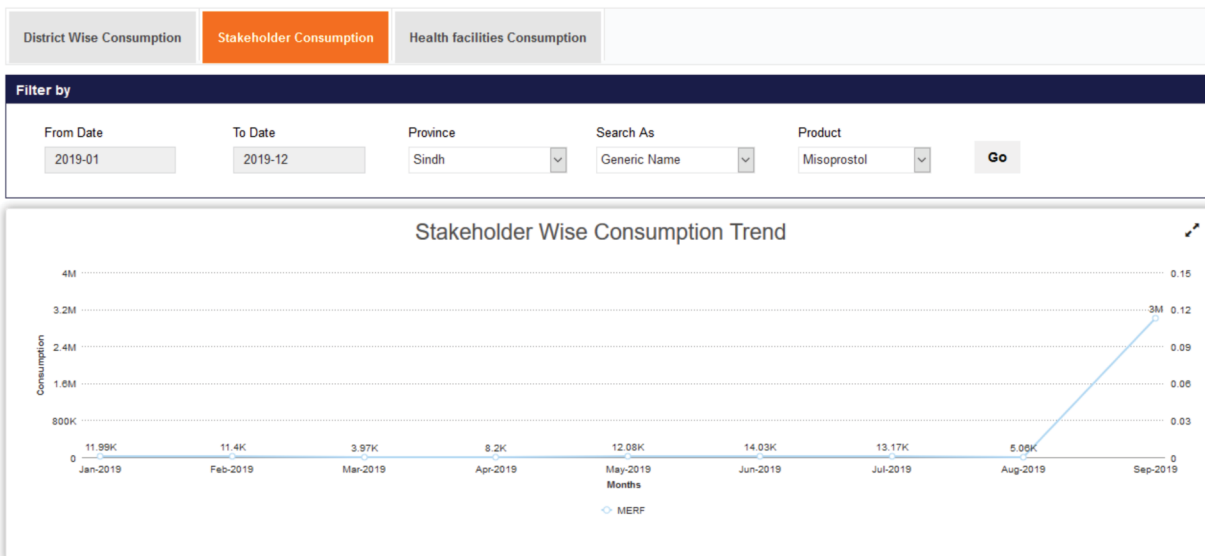 District Wise Consumption Stakeholder Consumption Health facilities Consumption
Filter by
From Date To Date Province Search As Product
2019-01 2019-12 Sindh Generic Name Misoprostol Go
Stakeholder Wise Consumption Trend
4M 0.15
3.2M 3M 0.12
2.4M 0.09
Consumption
1.6M 0.06
800K 0.03
11.99K 11.4K 3.97K 8.2K 12.08K 14.03K 13.17K 5.06K
0 0
Jan-2019 Feb-2019 Mar-2019 Apr-2019 May-2019 Jun-2019 Jul-2019 Aug-2019 Sep-2019
Months
MERF